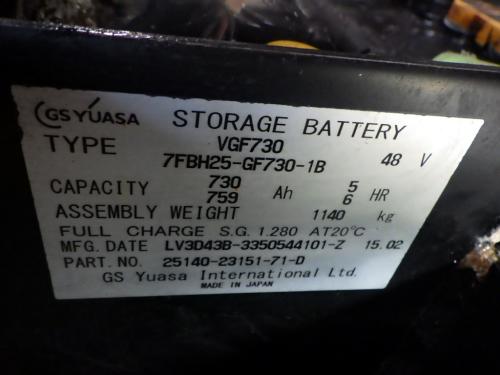 GS YUASA STORAGE BATTERY
TYPE VGF730
7FBH25-GF730-1B 48 V
CAPACITY 730 Ah 5 HR
759 6
ASSEMBLY WEIGHT 1140 kg
FULL CHARGE S.G. 1.280 AT20℃
MFG. DATE LV3D43B-3350544101-Z 15.02
PART. NO. 25140-23151-71-D
GS Yuasa International Ltd.
MADE IN JAPAN